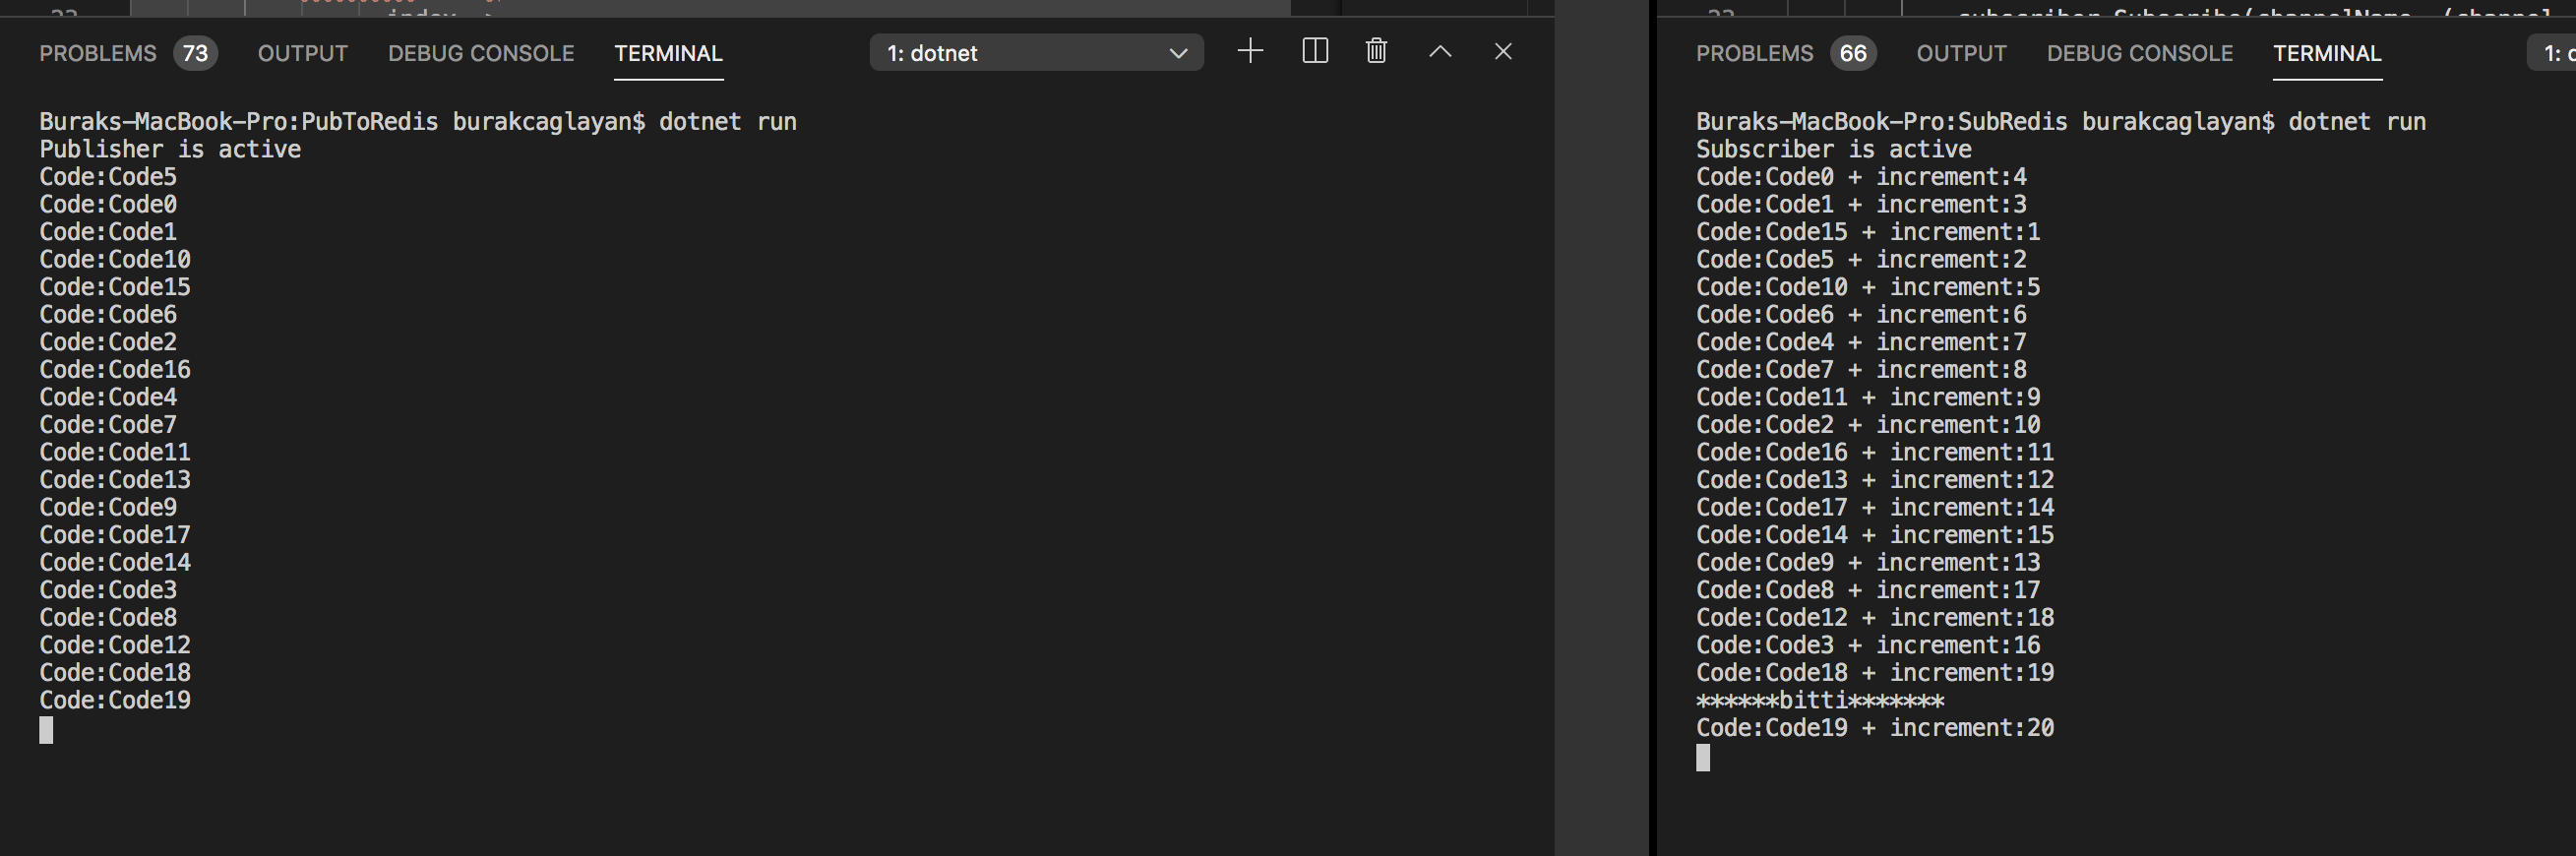 22
index =>
PROBLEMS 73 OUTPUT DEBUG CONSOLE TERMINAL 1: dotnet
Buraks-MacBook-Pro:PubToRedis burakcaglayan$ dotnet run
Publisher is active
Code:Code5
Code:Code0
Code:Code1
Code:Code10
Code:Code15
Code:Code6
Code:Code2
Code:Code16
Code:Code4
Code:Code7
Code:Code11
Code:Code13
Code:Code9
Code:Code17
Code:Code14
Code:Code3
Code:Code8
Code:Code12
Code:Code18
Code:Code19
subscriber.Subscribe(channelName, (channel,
PROBLEMS 66 OUTPUT DEBUG CONSOLE TERMINAL 1:
Buraks-MacBook-Pro:SubRedis burakcaglayan$ dotnet run
Subscriber is active
Code:Code0 + increment:4
Code:Code1 + increment:3
Code:Code15 + increment:1
Code:Code5 + increment:2
Code:Code10 + increment:5
Code:Code6 + increment:6
Code:Code4 + increment:7
Code:Code7 + increment:8
Code:Code11 + increment:9
Code:Code2 + increment:10
Code:Code16 + increment:11
Code:Code13 + increment:12
Code:Code17 + increment:14
Code:Code14 + increment:15
Code:Code9 + increment:13
Code:Code8 + increment:17
Code:Code12 + increment:18
Code:Code3 + increment:16
Code:Code18 + increment:19
******bitti*******
Code:Code19 + increment:20